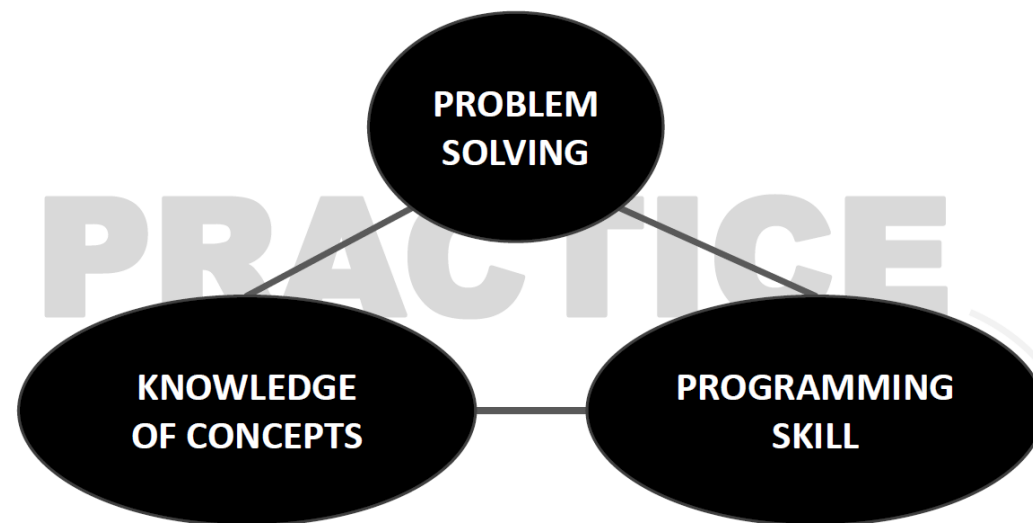 PROBLEM
SOLVING
PRACTICE
KNOWLEDGE
OF CONCEPTS
PROGRAMMING
SKILL